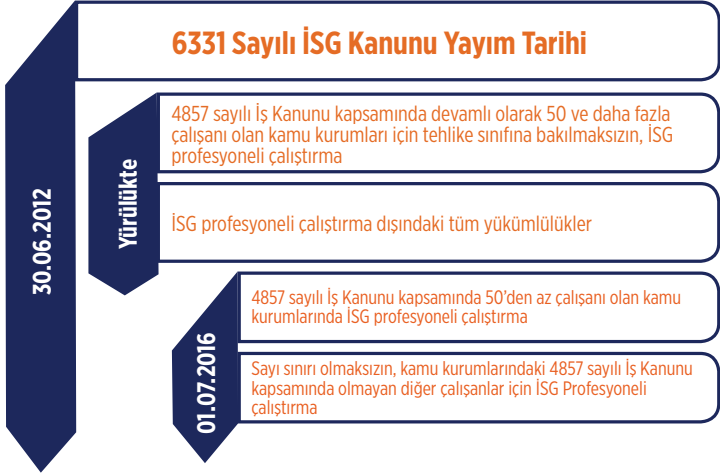 6331 Sayılı İSG Kanunu Yayım Tarihi
30.06.2012
Yürülükte
4857 sayılı İş Kanunu kapsamında devamlı olarak 50 ve daha fazla
çalışanı olan kamu kurumları için tehlike sınıfına bakılmaksızın, İSG
profesyoneli çalıştırma
İSG profesyoneli çalıştırma dışındaki tüm yükümlülükler
01.07.2016
4857 sayılı İş Kanunu kapsamında 50’den az çalışanı olan kamu
kurumlarında İSG profesyoneli çalıştırma
Sayı sınırı olmaksızın, kamu kurumlarındaki 4857 sayılı İş Kanunu
kapsamında olmayan diğer çalışanlar için İSG Profesyoneli
çalıştırma